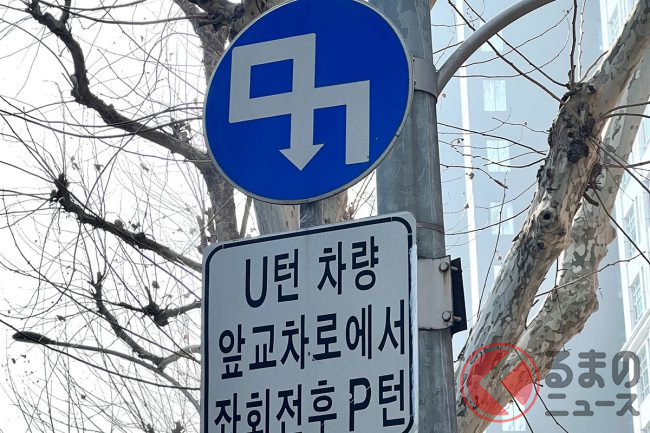 U턴 차량
앞교차로에서
좌회전후 P턴
くるまの
ニュース